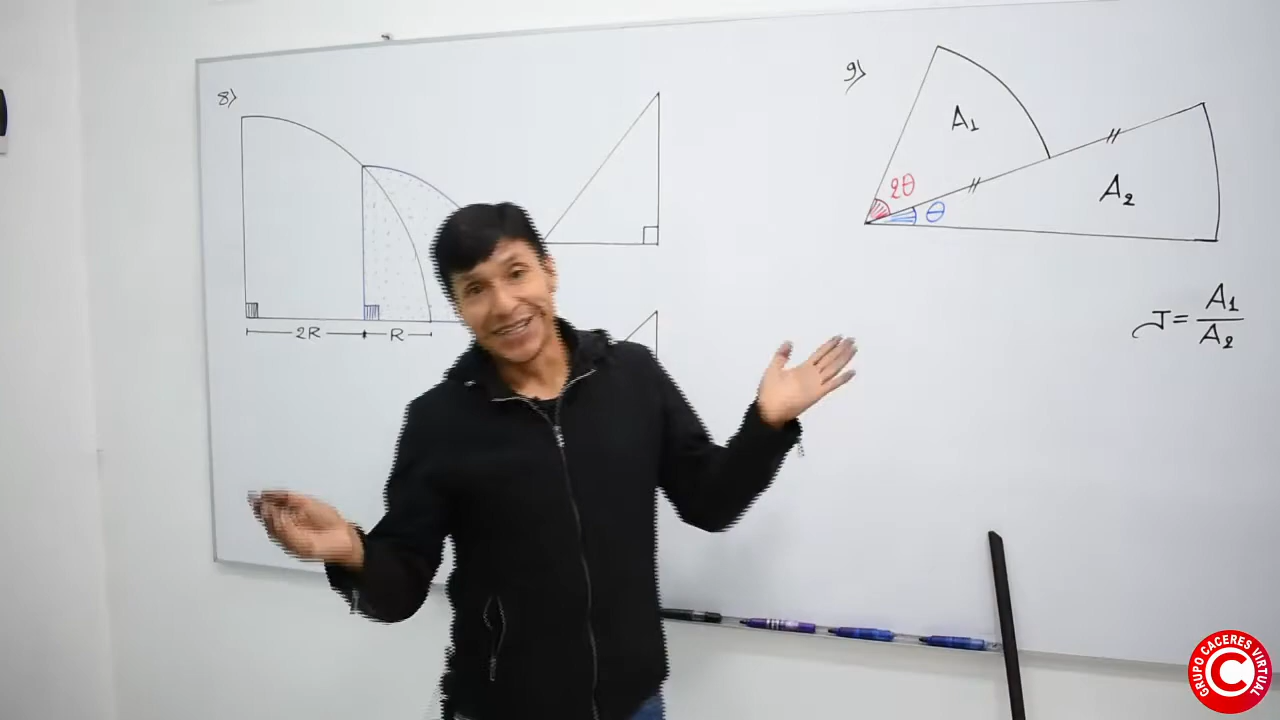 8)
2R
R
9)
A₁
2θ
θ
A₂
J = A₁/A₂
GRUPO CACERES VIRTUAL
C